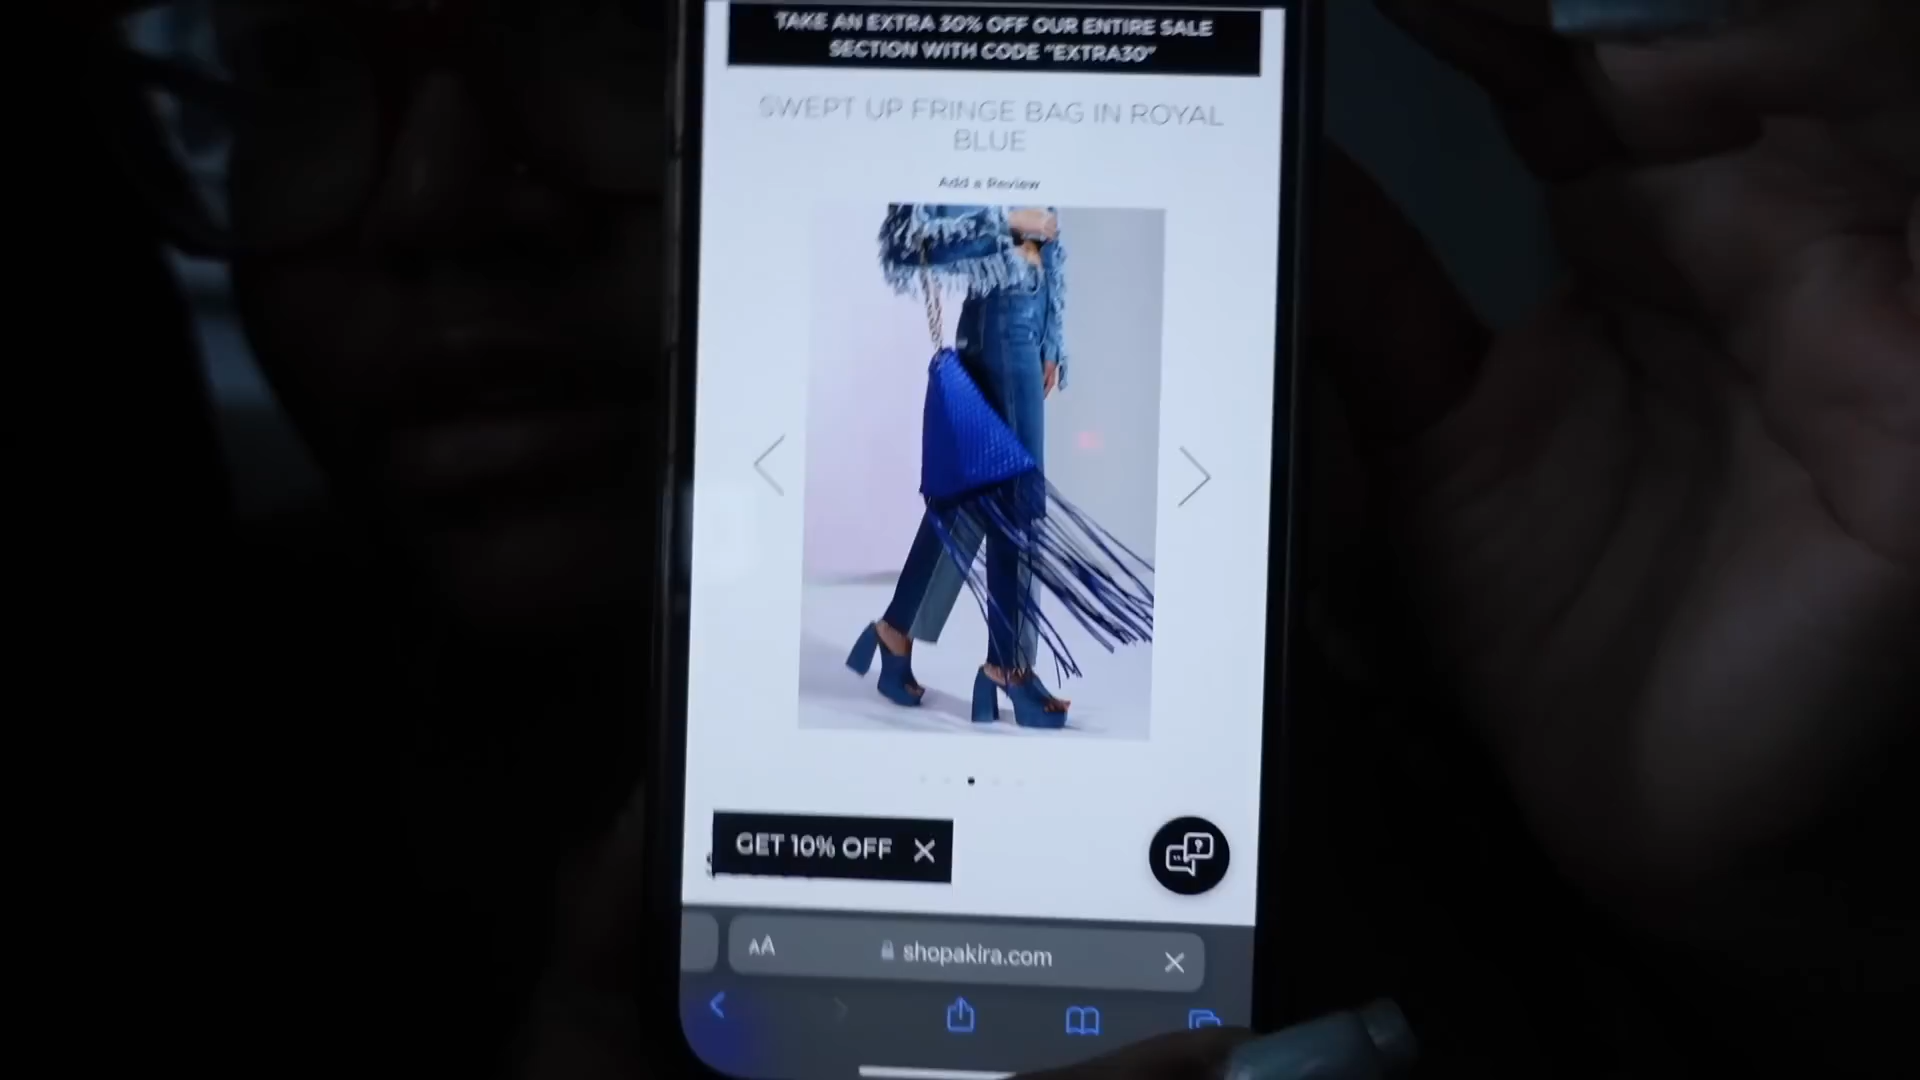 TAKE AN EXTRA 30% OFF OUR ENTIRE SALE
SECTION WITH CODE "EXTRA30"
SWEPT UP FRINGE BAG IN ROYAL
BLUE
Add a Review
GET 10% OFF
AA
shopakira.com